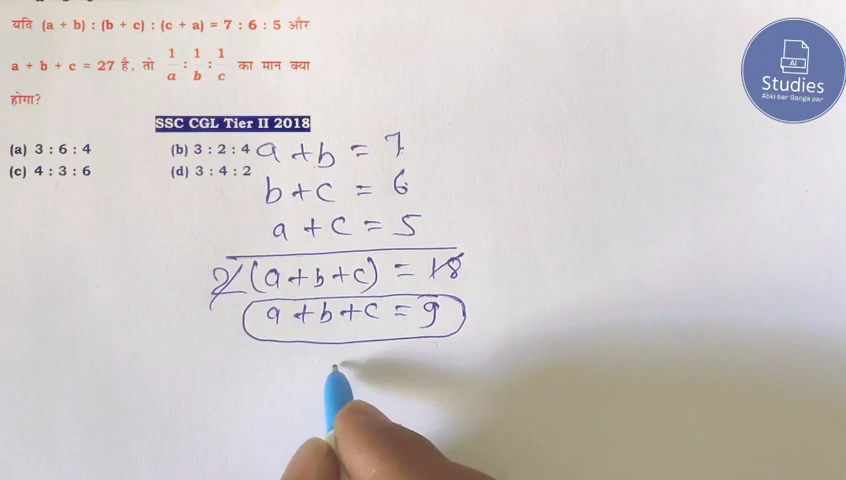 यदि (a + b) : (b + c) : (c + a) = 7 : 6 : 5 और
a + b + c = 27 है, तो 1/a : 1/b : 1/c का मान क्या
होगा?
SSC CGL Tier II 2018
(a) 3 : 6 : 4 (b) 3 : 2 : 4
(c) 4 : 3 : 6 (d) 3 : 4 : 2
a + b = 7
b + c = 6
a + c = 5
2 (a + b + c) = 18
a + b + c = 9
AI
Studies
Abki bar Ganga par